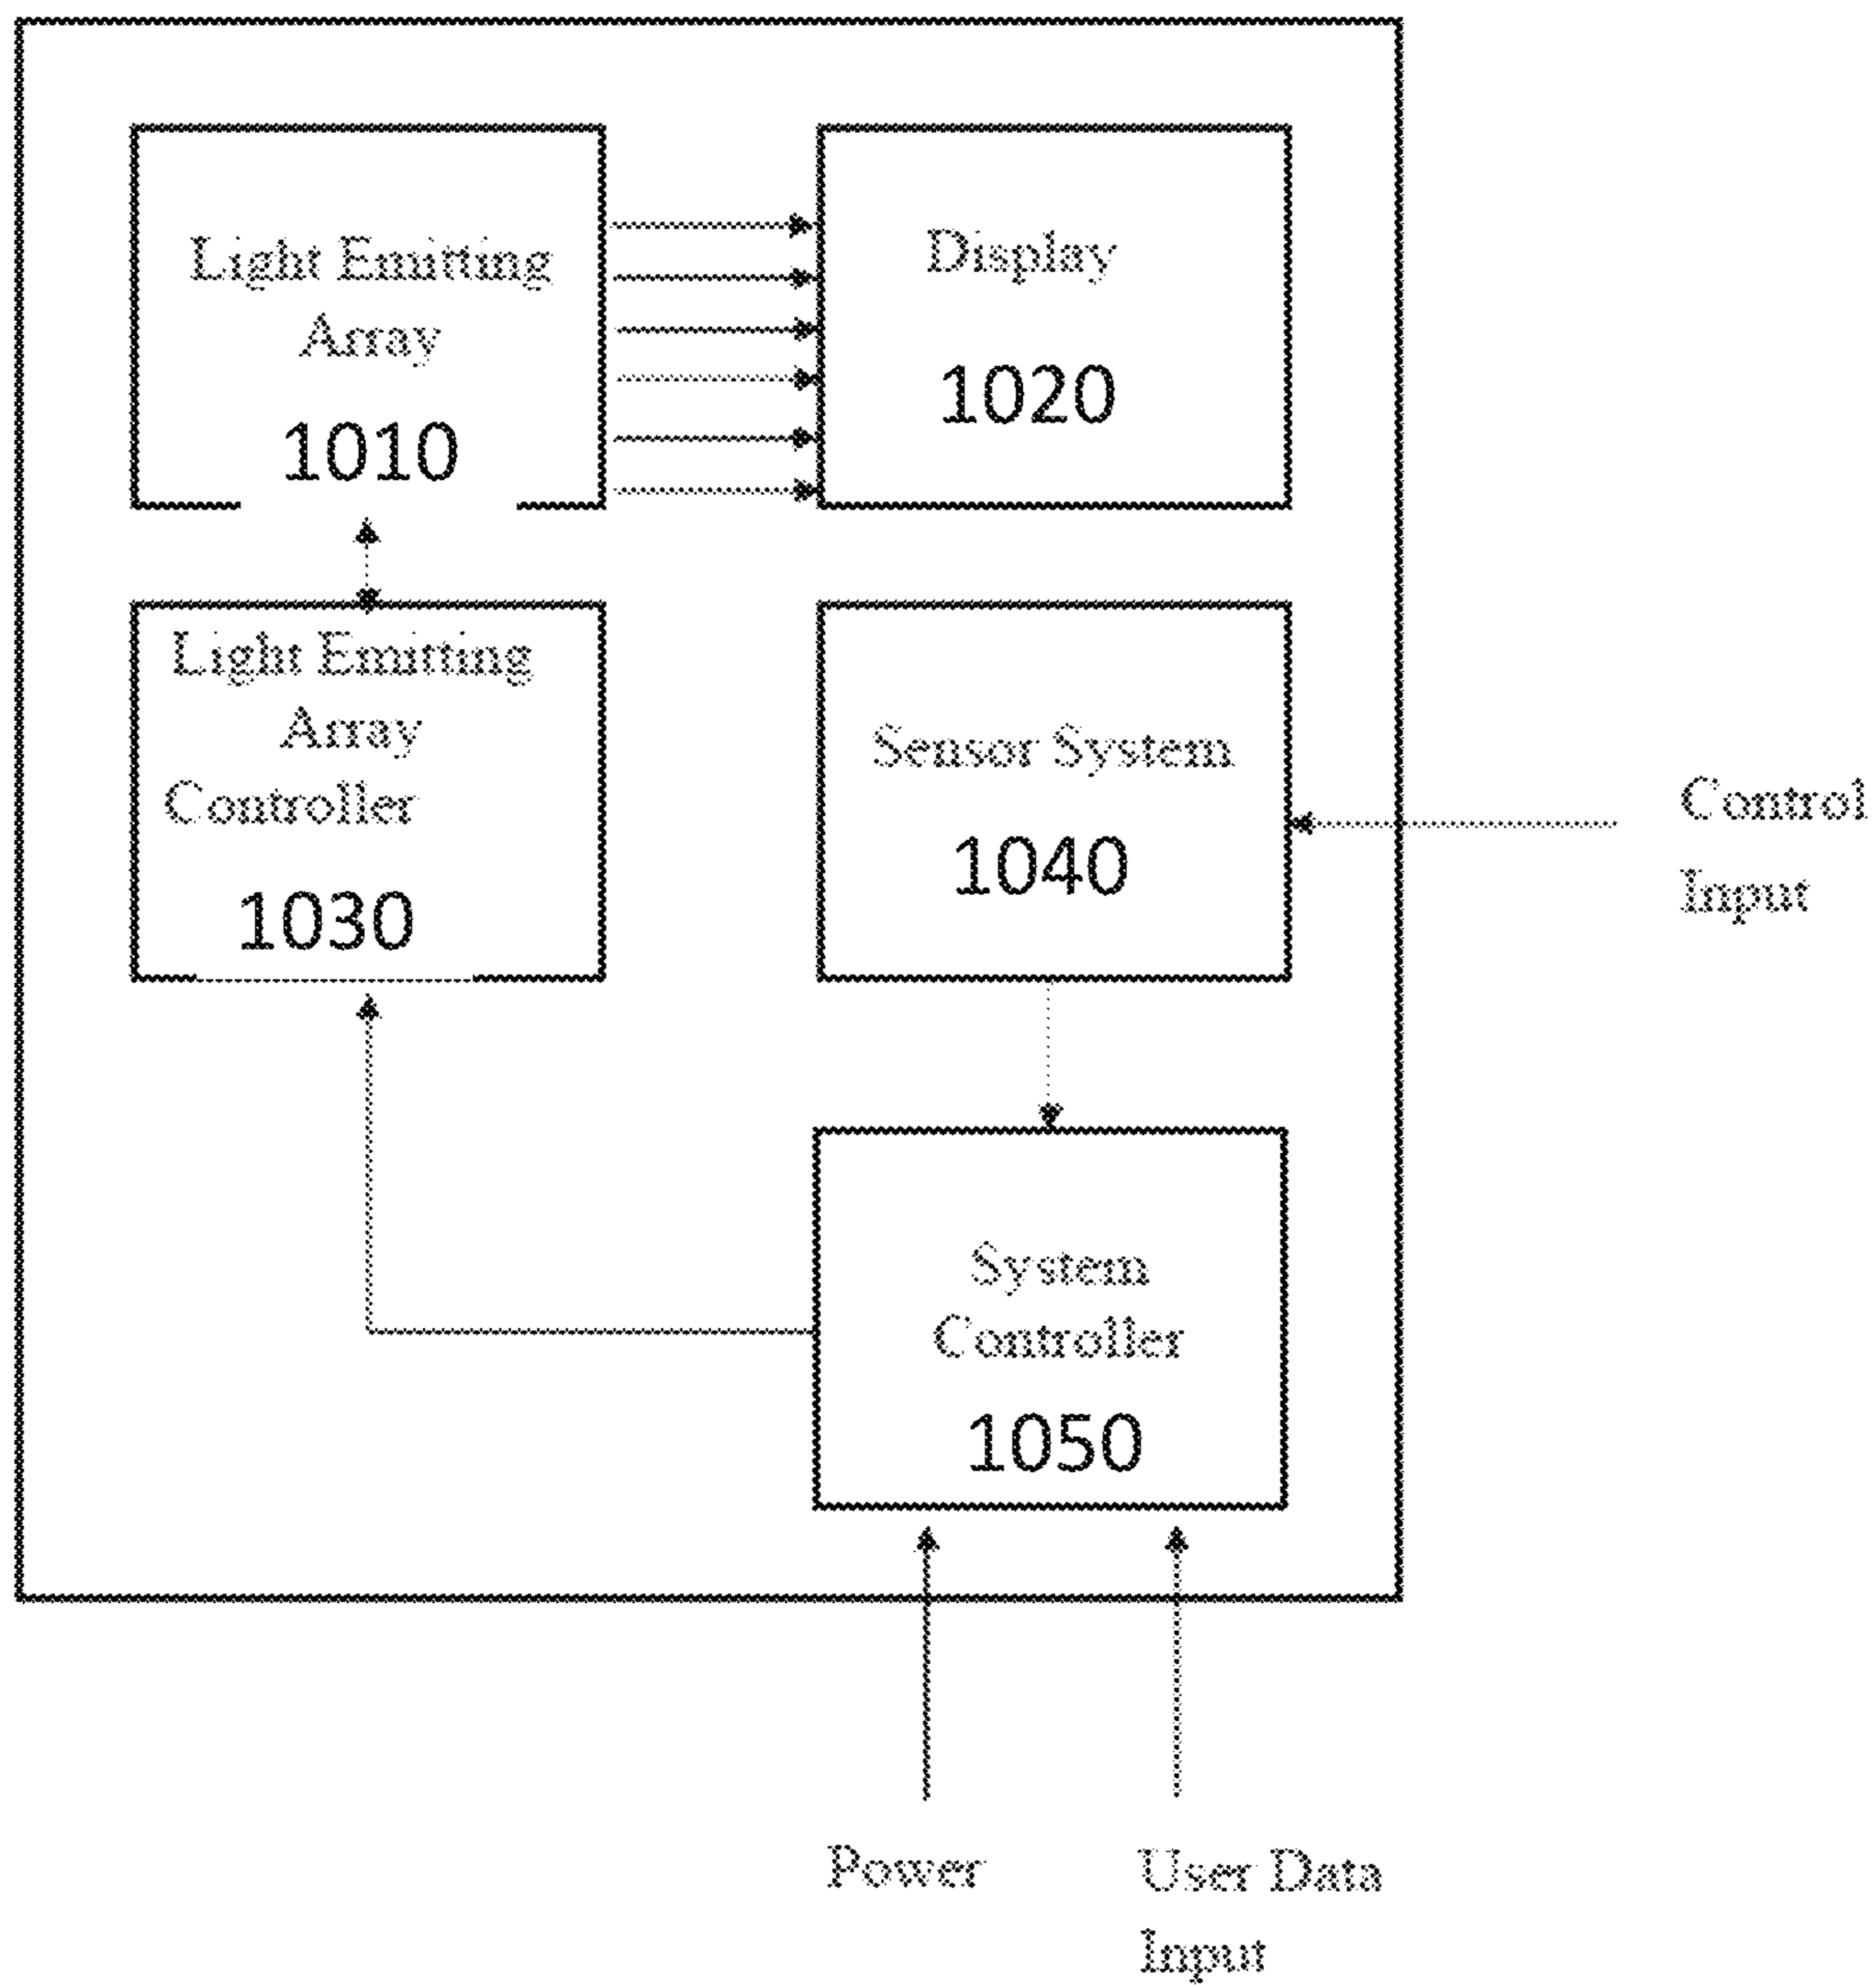 Light Emitting
Array
1010
Display
1020
Light Emitting
Array
Controller
1030
Sensor System
1040
Control
Input
System
Controller
1050
Power
User Data
Input